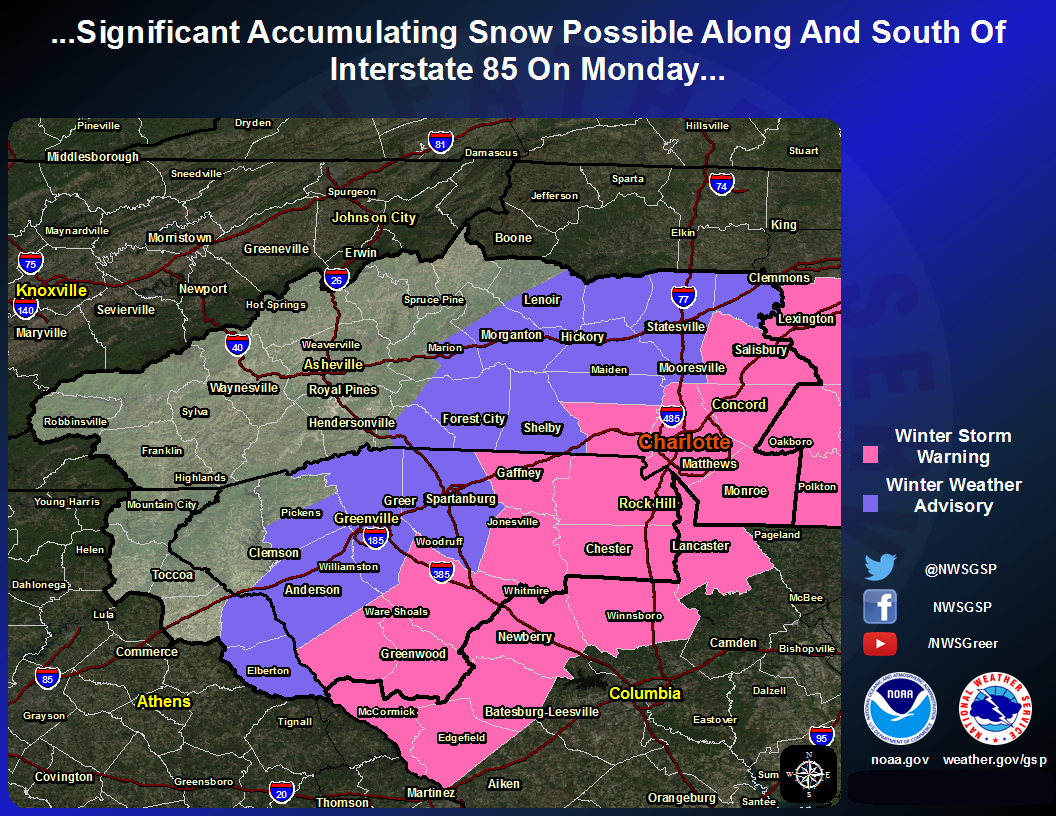 ...Significant Accumulating Snow Possible Along And South Of
Interstate 85 On Monday...
Pineville
Dryden
Hillsville
Middlesborough
81
Damascus
Stuart
Sneedville
Spurgeon
Jefferson
Sparta
74
Johnson City
Maynardville
Morristown
Greeneville
Erwin
Boone
Elkin
King
75
Knoxville
140
Maryville
Sevierville
Newport
26
Hot Springs
Spruce Pine
Lenoir
77
Clemmons
Lexington
40
Weaverville
Asheville
Marion
Morganton
Hickory
Statesville
Salisbury
Waynesville
Royal Pines
Maiden
Mooresville
Robbinsville
Sylva
Hendersonville
Forest City
Shelby
485
Concord
Charlotte
Oakboro
Franklin
Highlands
Matthews
Gaffney
Monroe
Polkton
Young Harris
Mountain City
Pickens
Greer
Spartanburg
Rock Hill
Greenville
185
Jonesville
Helen
Clemson
Woodruff
Chester
Lancaster
Pageland
Dahlonega
Toccoa
Williamston
385
Anderson
Whitmire
McBee
Lula
Ware Shoals
Winnsboro
Commerce
Newberry
Camden
Bishopville
85
Elberton
Greenwood
Columbia
Dalzell
Athens
Grayson
Tignall
McCormick
Batesburg-Leesville
Eastover
Edgefield
95
Covington
Greensboro
20
Thomson
Martinez
Aiken
Orangeburg
Sum
Santee
N
W
E
S
Winter Storm
Warning
Winter Weather
Advisory
@NWSGSP
NWSGSP
/NWSGreer
NOAA
NATIONAL WEATHER SERVICE
noaa.gov
weather.gov/gsp